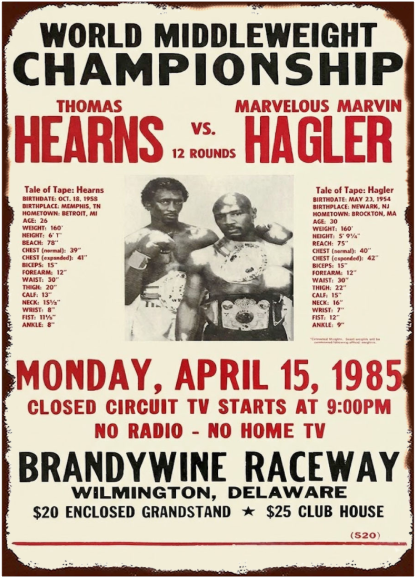 WORLD MIDDLEWEIGHT
CHAMPIONSHIP
THOMAS
HEARNS
VS.
12 ROUNDS
MARVELOUS MARVIN
HAGLER
Tale of Tape: Hearns
BIRTHDATE: OCT. 18, 1958
BIRTHPLACE: MEMPHIS, TN
HOMETOWN: DETROIT, MI
AGE: 26
WEIGHT: 160'
HEIGHT: 6' 1"
REACH: 78"
CHEST (normal): 39"
CHEST (expanded): 41"
BICEPS: 15"
FOREARM: 12"
WAIST: 30"
THIGH: 20"
CALF: 13"
NECK: 15½"
WRIST: 8"
FIST: 11½"
ANKLE: 8"
Tale of Tape: Hagler
BIRTHDATE: MAY 23, 1954
BIRTHPLACE: NEWARK, NJ
HOMETOWN: BROCKTON, MA
AGE: 30
WEIGHT: 160'
HEIGHT: 5' 9½"
REACH: 75"
CHEST (normal): 40"
CHEST (expanded): 42"
BICEPS: 15"
FOREARM: 12"
WAIST: 30"
THIGH: 22"
CALF: 15"
NECK: 16"
WRIST: 7"
FIST: 12"
ANKLE: 9"
MONDAY, APRIL 15, 1985
CLOSED CIRCUIT TV STARTS AT 9:00PM
NO RADIO - NO HOME TV
BRANDYWINE RACEWAY
WILMINGTON, DELAWARE
$20 ENCLOSED GRANDSTAND ★ $25 CLUB HOUSE
(520)